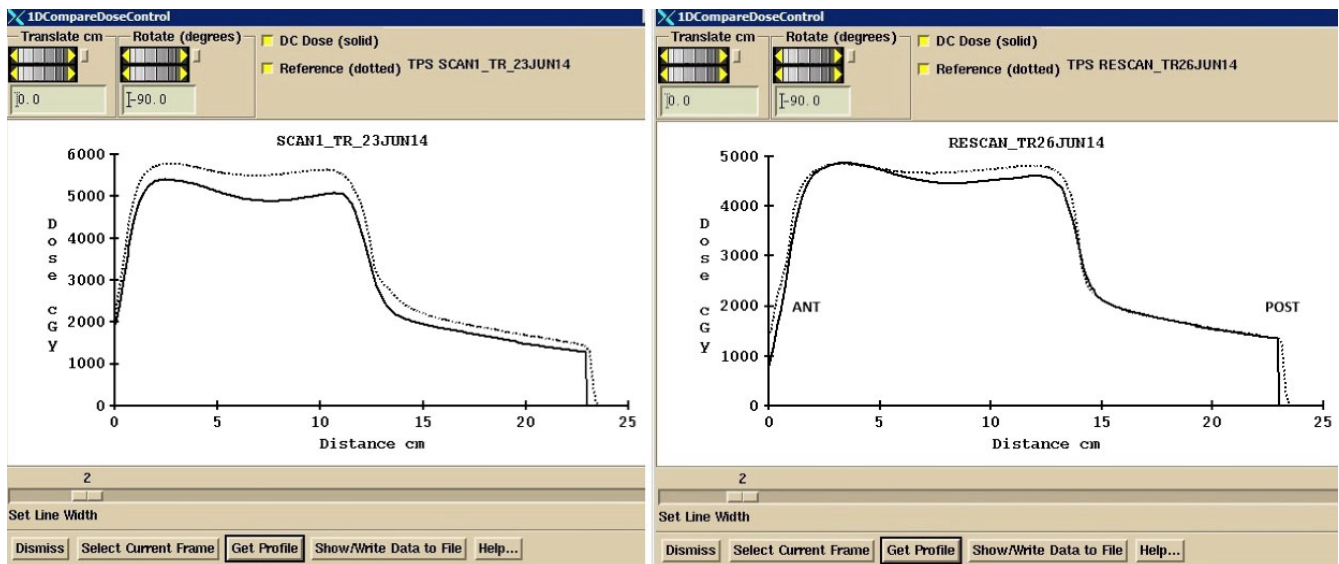 1DCompareDoseControl
Translate cm
Rotate (degrees)
DC Dose (solid)
Reference (dotted) TPS SCAN1_TR_23JUN14
0.0
-90.0
SCAN1_TR_23JUN14
6000
5000
4000
3000
2000
1000
0
Dose cGy
0 5 10 15 20 25
Distance cm
2
Set Line Width
Dismiss Select Current Frame Get Profile Show/Write Data to File Help...
1DCompareDoseControl
Translate cm
Rotate (degrees)
DC Dose (solid)
Reference (dotted) TPS RESCAN_TR26JUN14
0.0
-90.0
RESCAN_TR26JUN14
5000
4000
3000
2000
1000
0
Dose cGy
ANT
POST
0 5 10 15 20 25
Distance cm
2
Set Line Width
Dismiss Select Current Frame Get Profile Show/Write Data to File Help...